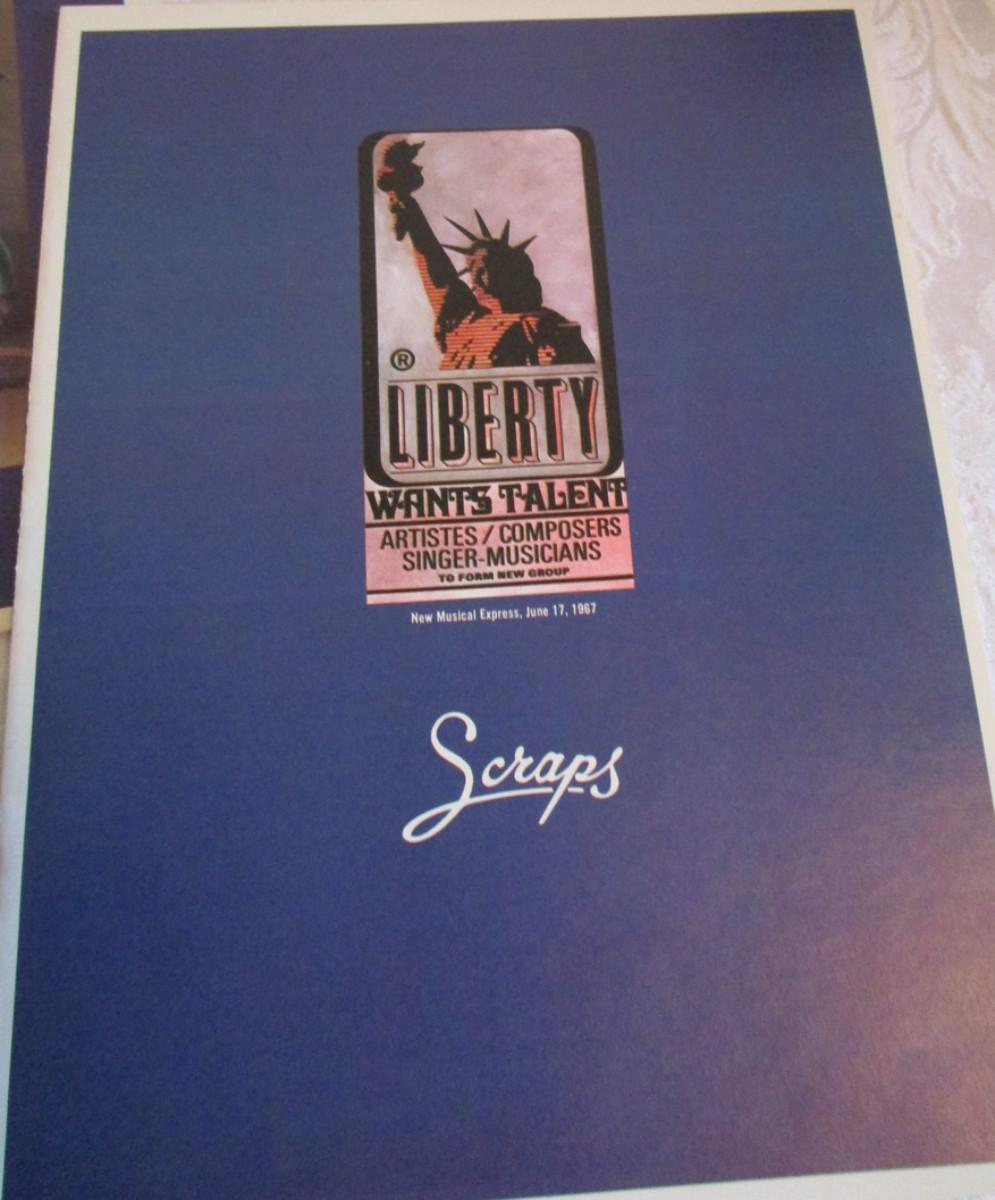 ®
LIBERTY
WANTS TALENT
ARTISTES / COMPOSERS
SINGER-MUSICIANS
TO FORM NEW GROUP
New Musical Express, June 17, 1967
Scraps